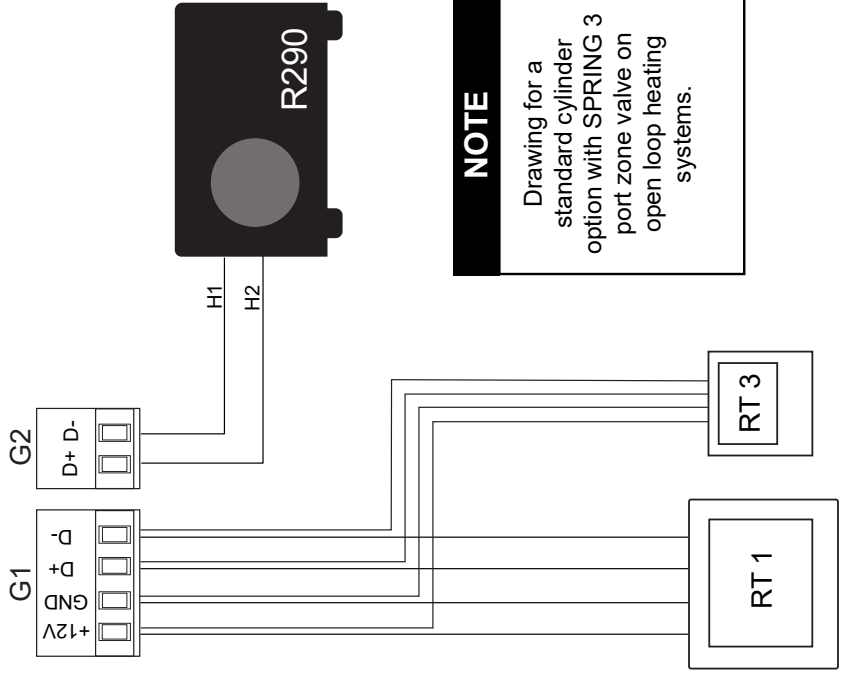 R290
H1
H2
NOTE
Drawing for a
standard cylinder
option with SPRING 3
port zone valve on
open loop heating
systems.
G2
D+ D-
G1
+12V GND D+ D-
RT 3
RT 1